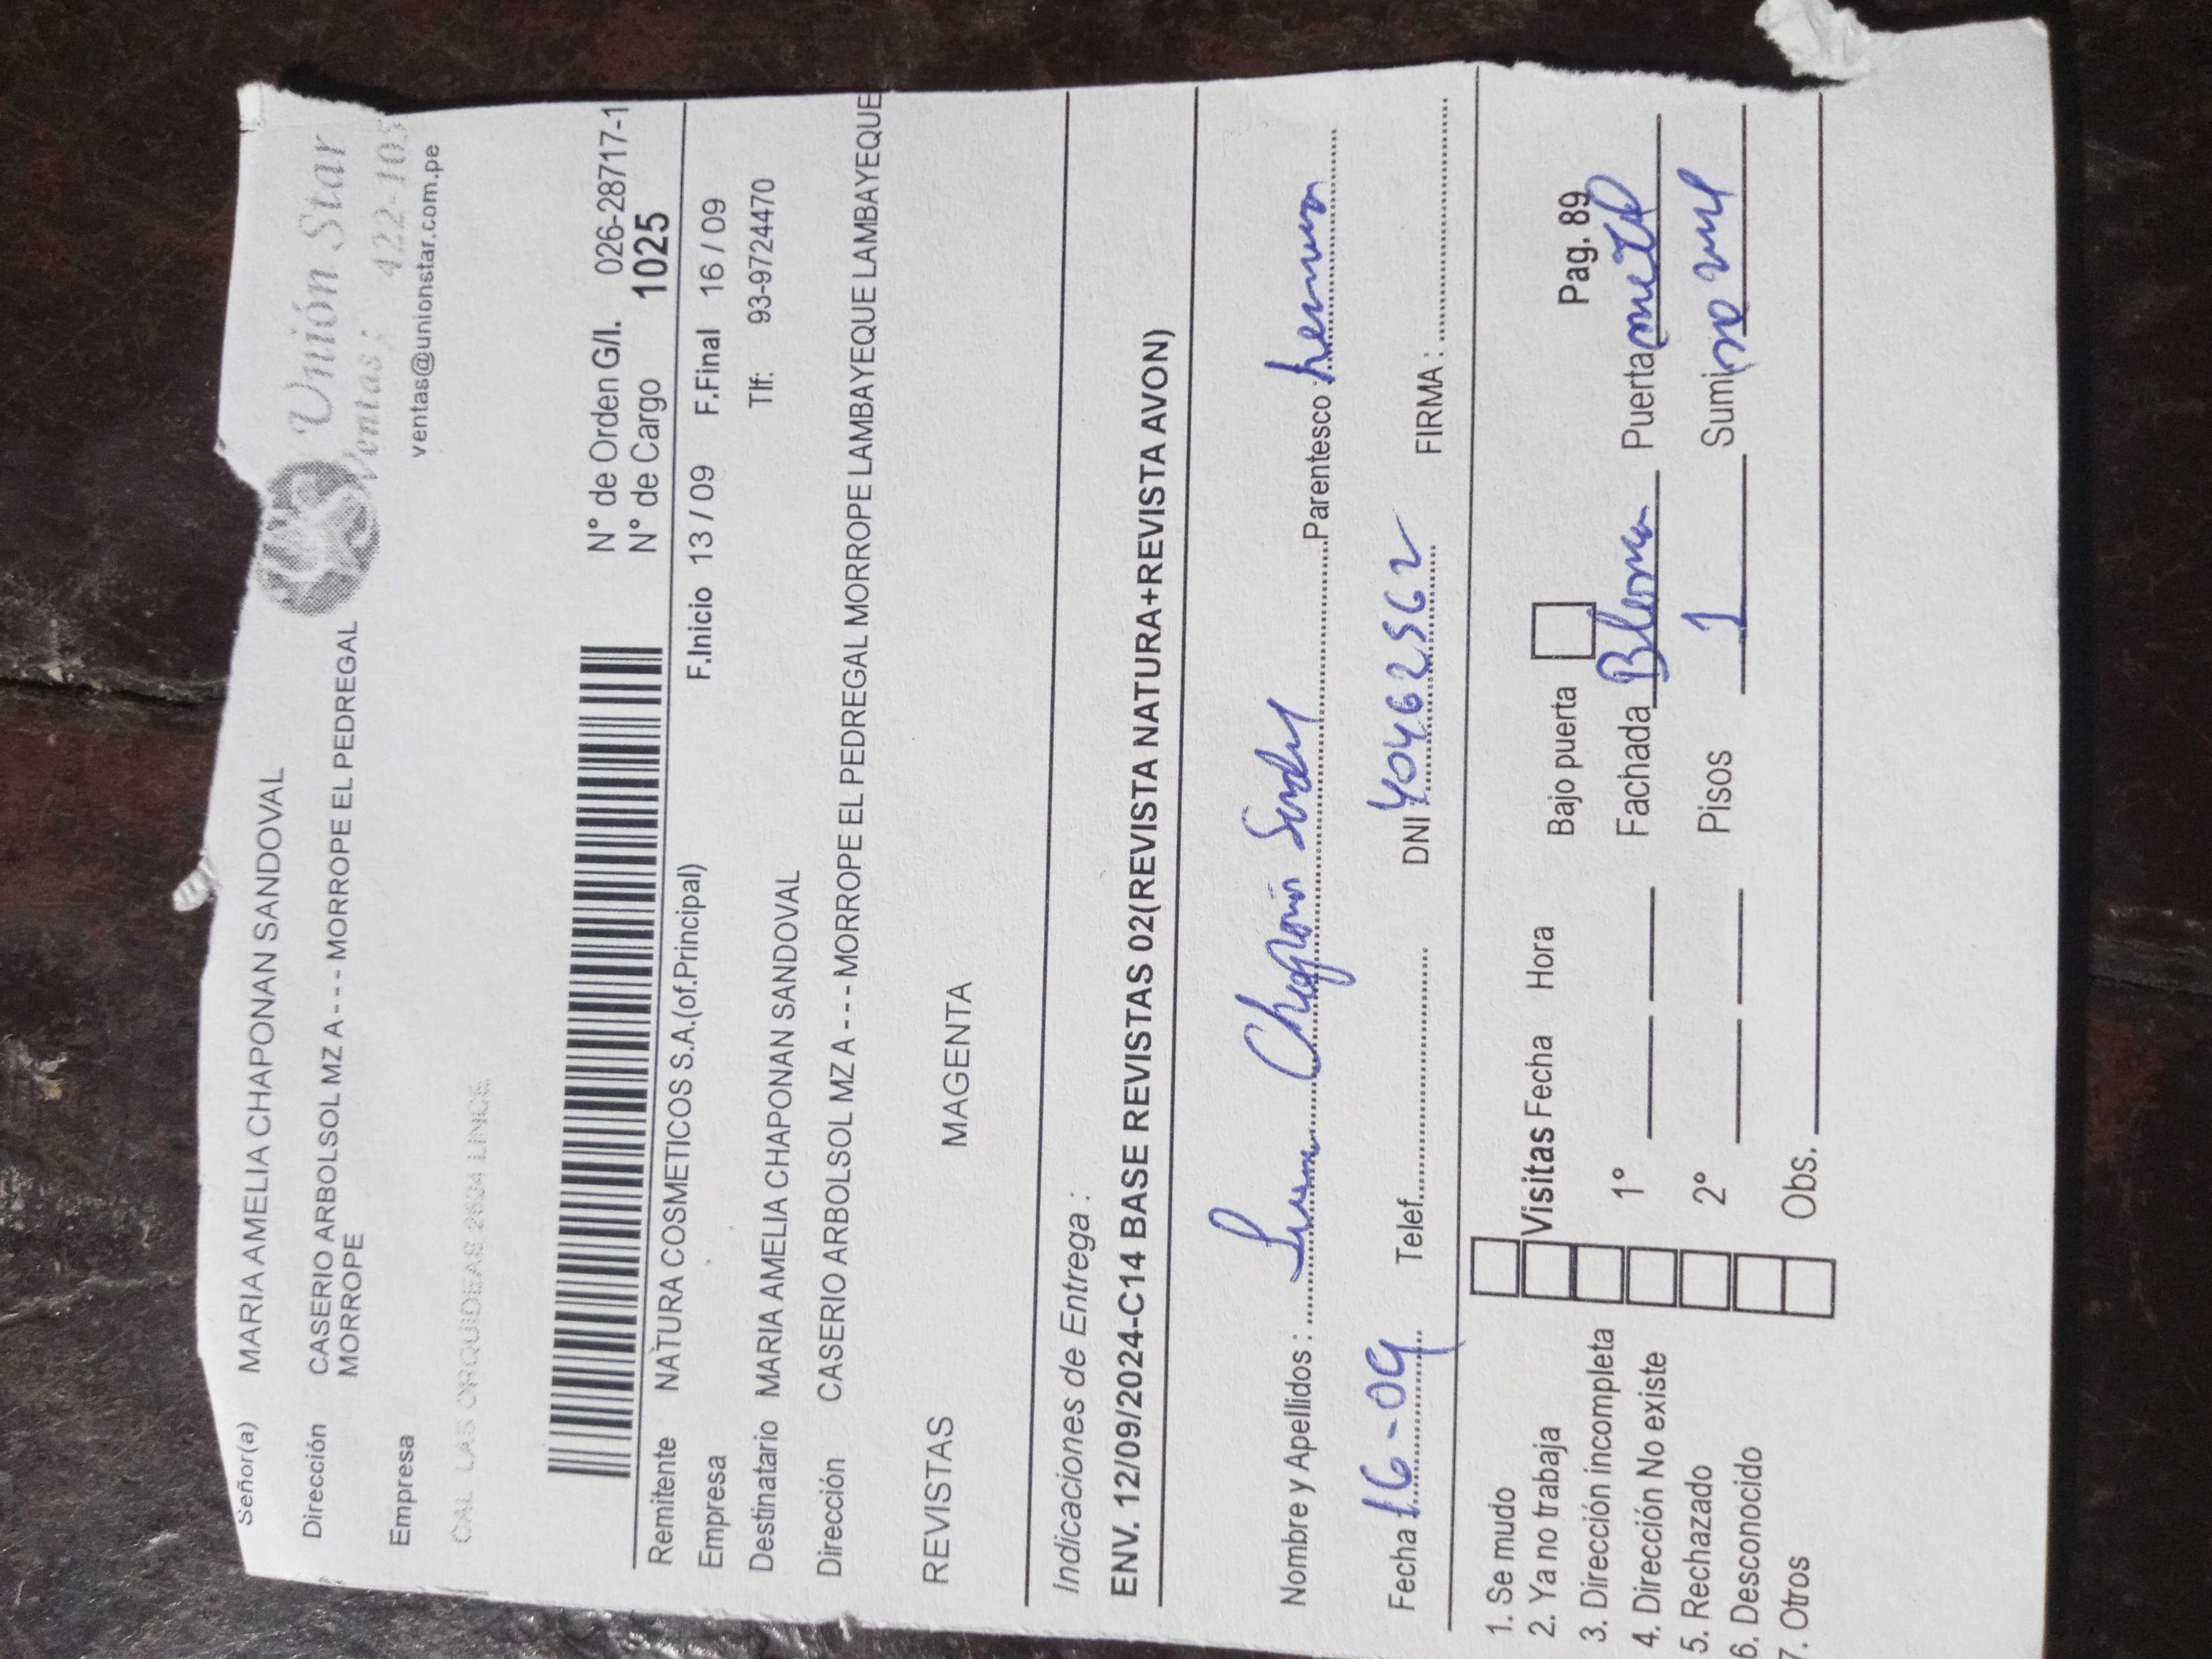 Señor(a) MARIA AMELIA CHAPONAN SANDOVAL
Unión Star
Dirección CASERIO ARBOLSOL MZ A - - - MORROPE EL PEDREGAL
MORROPE
Ventas : 422-105
Empresa
ventas@unionstar.com.pe
CAL LAS ORQUIDEAS 2634 LINCE
N° de Orden G/I. 026-28717-1
N° de Cargo 1025
Remitente NATURA COSMETICOS S.A.(of.Principal) F.Inicio 13 / 09 F.Final 16 / 09
Empresa
Tlf: 93-9724470
Destinatario MARIA AMELIA CHAPONAN SANDOVAL
Dirección CASERIO ARBOLSOL MZ A - - - MORROPE EL PEDREGAL MORROPE LAMBAYEQUE LAMBAYEQUE
REVISTAS MAGENTA
Indicaciones de Entrega :
ENV. 12/09/2024-C14 BASE REVISTAS 02(REVISTA NATURA+REVISTA AVON)
Nombre y Apellidos : Parentesco :
Fecha 16-09 Telef. DNI 40462562 FIRMA :
1. Se mudo
2. Ya no trabaja Visitas Fecha Hora Bajo puerta Pag. 89
3. Dirección incompleta
4. Dirección No existe 1° Fachada Puerta metal
5. Rechazado
6. Desconocido 2° Pisos 1 Sumi
7. Otros Obs.